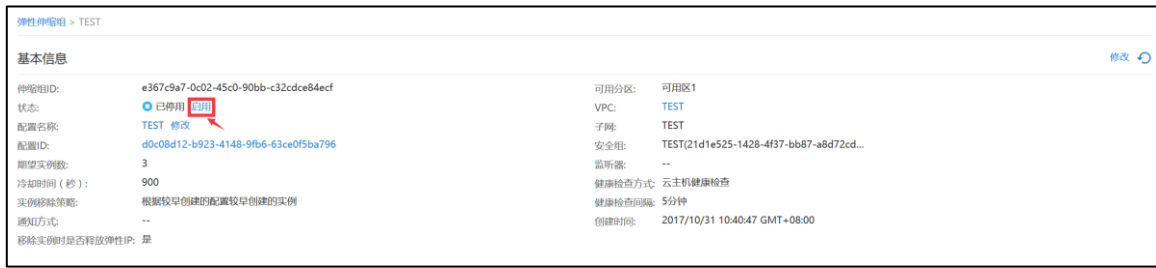 弹性伸缩组 > TEST
基本信息
修改
伸缩组ID: e367c9a7-0c02-45c0-90bb-c32cdce84ecf
状态: 已停用 启用
配置名称: TEST 修改
配置ID: d0c08d12-b923-4148-9fb6-63ce0f5ba796
期望实例数: 3
冷却时间（秒）: 900
实例移除策略: 根据较早创建的配置较早创建的实例
通知方式: --
移除实例时是否释放弹性IP: 是
可用分区: 可用区1
VPC: TEST
子网: TEST
安全组: TEST(21d1e525-1428-4f37-bb87-a8d72cd...
监听器: --
健康检查方式: 云主机健康检查
健康检查间隔: 5分钟
创建时间: 2017/10/31 10:40:47 GMT+08:00